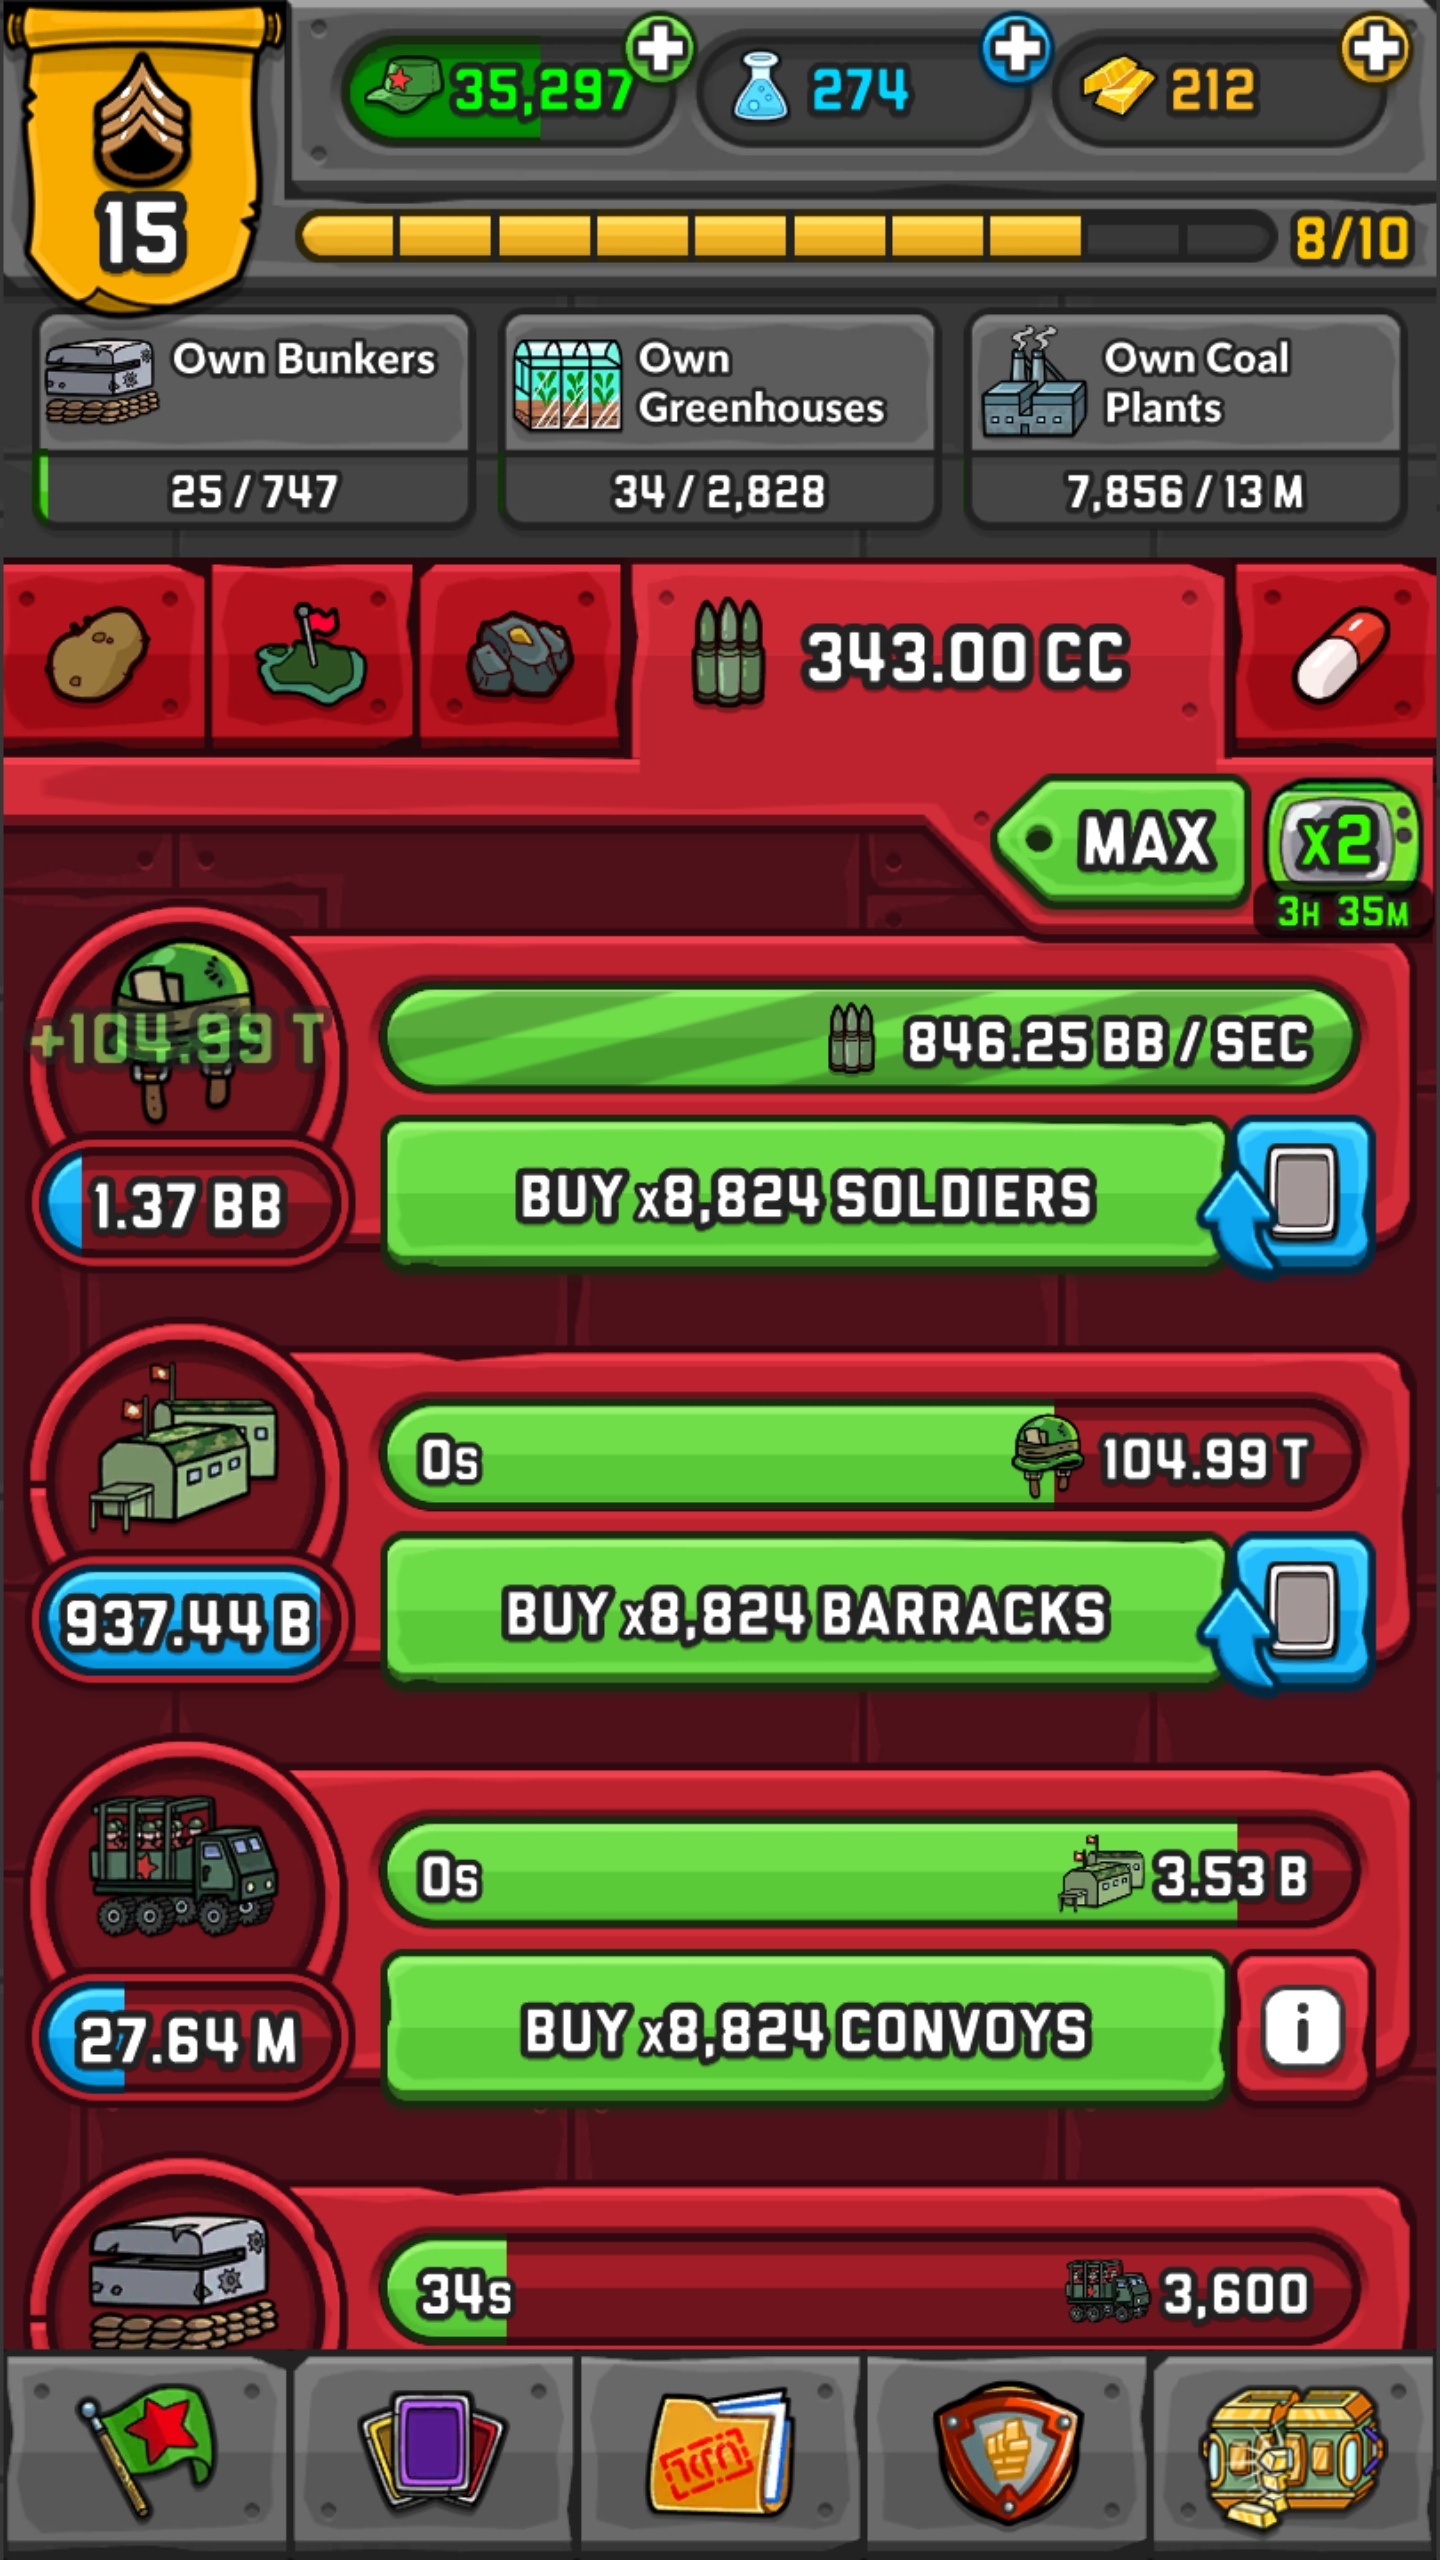 35,297
274
212
15
8/10
Own Bunkers
25 / 747
Own
Greenhouses
34 / 2,828
Own Coal
Plants
7,856 / 13 M
343.00 CC
MAX
x2
3H 35M
+104.99 T
846.25 BB / SEC
1.37 BB
BUY x8,824 SOLDIERS
0s
104.99 T
937.44 B
BUY x8,824 BARRACKS
0s
3.53 B
27.64 M
BUY x8,824 CONVOYS
i
34s
3,600